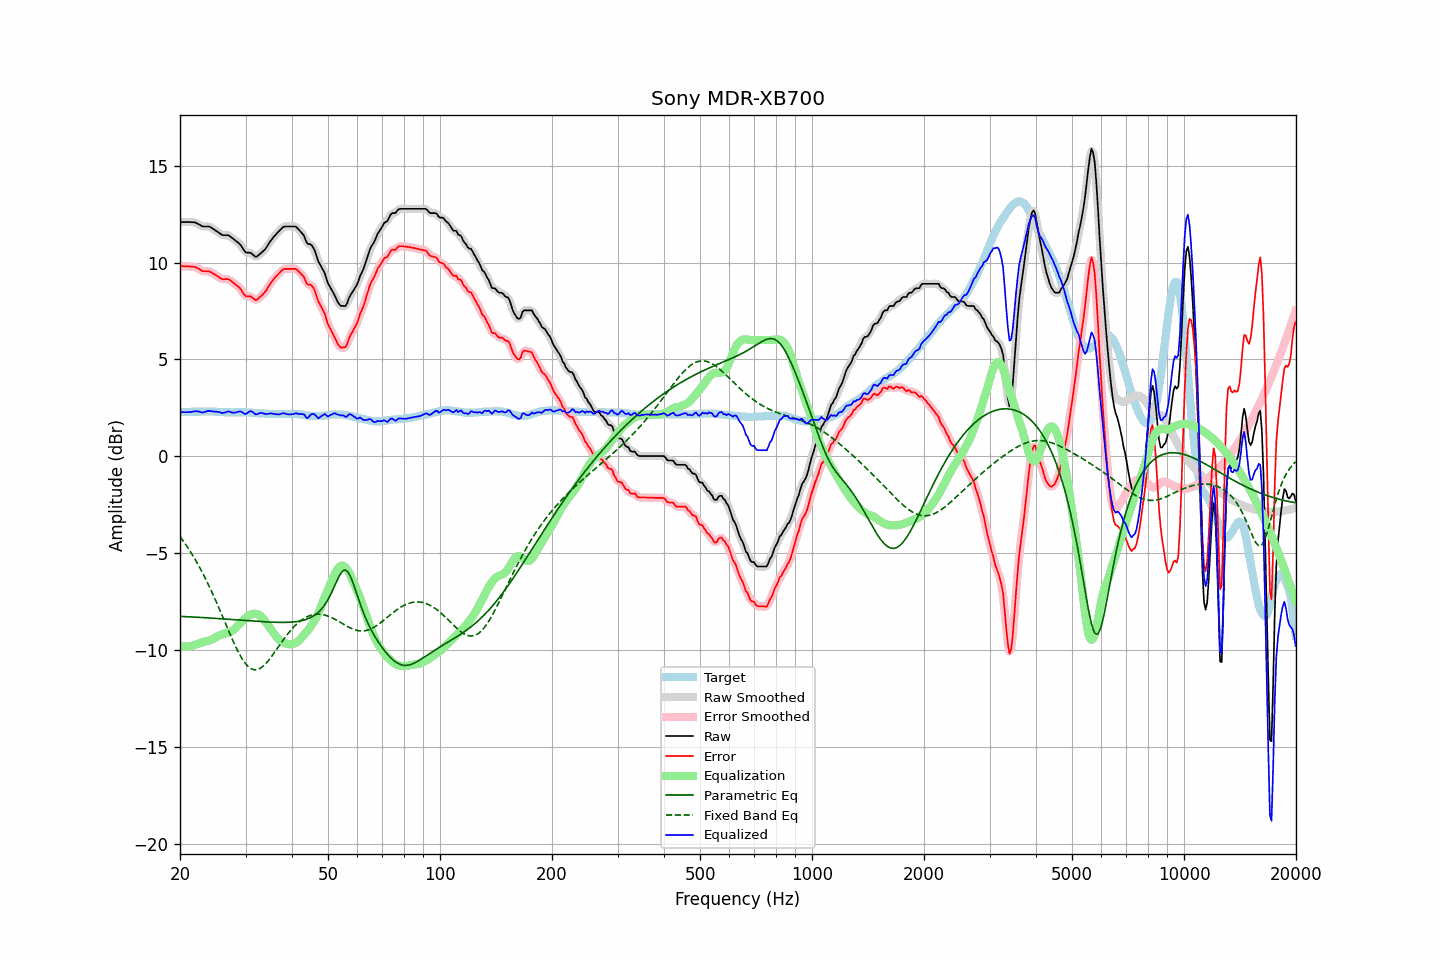 Sony MDR-XB700
Amplitude (dBr)
15
10
5
0
−5
−10
−15
−20
20
50
100
200
500
1000
2000
5000
10000
20000
Frequency (Hz)
Target
Raw Smoothed
Error Smoothed
Raw
Error
Equalization
Parametric Eq
Fixed Band Eq
Equalized